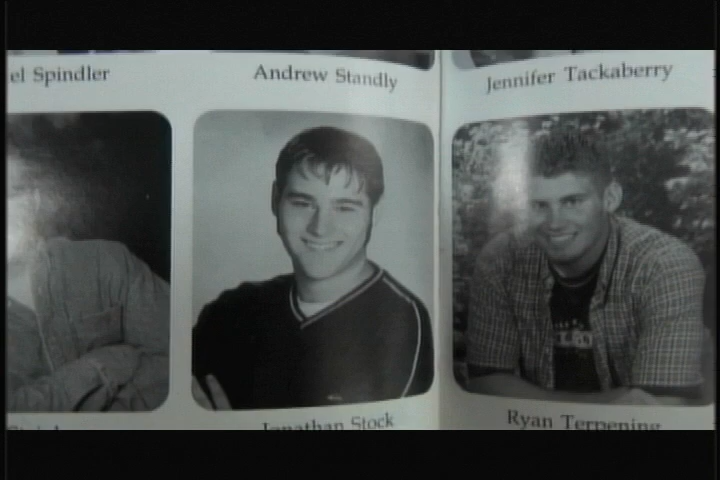 el Spindler
Andrew Standly
Jennifer Tackaberry
Jonathan Stock
Ryan Terpening